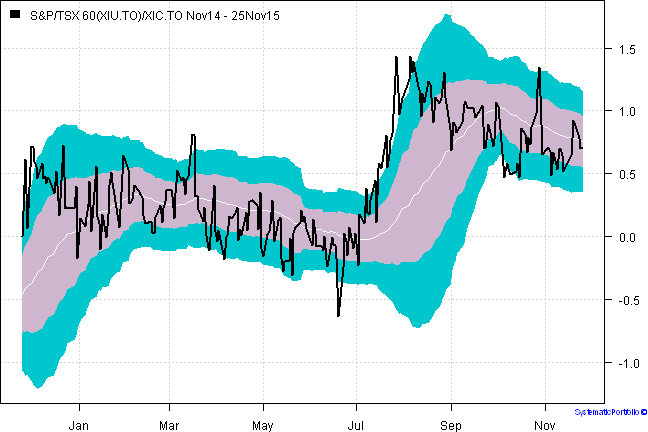 S&P/TSX 60(XIU.TO)/XIC.TO Nov14 - 25Nov15
1.5
1.0
0.5
0.0
-0.5
-1.0
Jan Mar May Jul Sep Nov
SystematicPortfolio ©